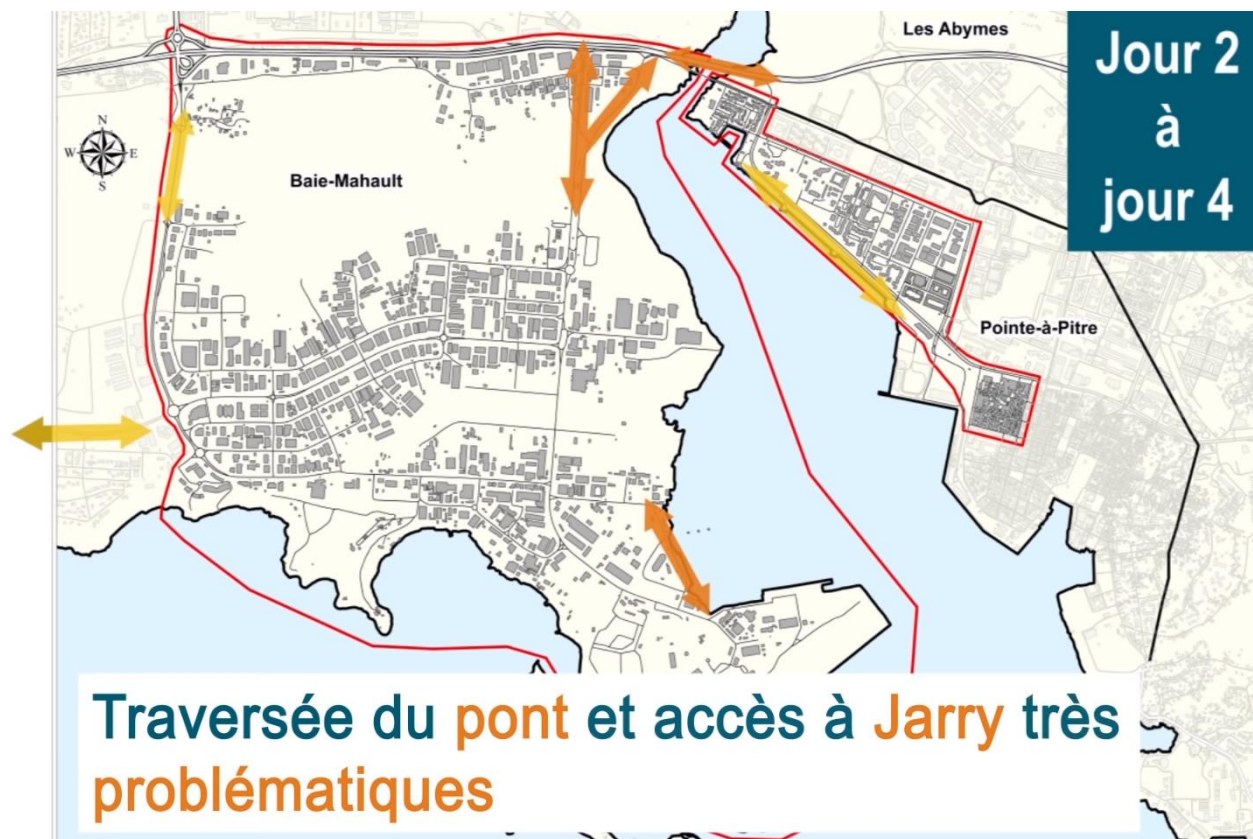 Les Abymes
Jour 2
à
jour 4
N
W E
S
Baie-Mahault
Pointe-à-Pitre
Traversée du pont et accès à Jarry très
problématiques